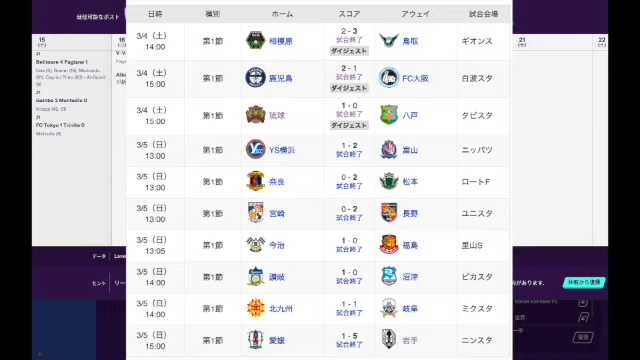 日時 種別 ホーム スコア アウェイ 試合会場
3/4（土） 14:00 第1節 相模原 2 - 3 試合終了 ダイジェスト 鳥取 ギオンス
3/4（土） 15:00 第1節 鹿児島 2 - 1 試合終了 ダイジェスト FC大阪 白波スタ
3/4（土） 15:00 第1節 琉球 1 - 0 試合終了 ダイジェスト 八戸 タピスタ
3/5（日） 13:00 第1節 YS横浜 1 - 2 試合終了 富山 ニッパツ
3/5（日） 13:00 第1節 奈良 0 - 2 試合終了 松本 ロートF
3/5（日） 13:00 第1節 宮崎 0 - 2 試合終了 長野 ユニスタ
3/5（日） 13:05 第1節 今治 1 - 0 試合終了 福島 里山S
3/5（日） 14:00 第1節 讃岐 1 - 0 試合終了 沼津 ピカスタ
3/5（日） 14:00 第1節 北九州 1 - 1 試合終了 岐阜 ミクスタ
3/5（日） 15:00 第1節 愛媛 1 - 5 試合終了 岩手 ニンスタ
15
（土）
J1
Bellmare 4 Fagiano 1
J1
Gamba 2 Montedio 0
J1
FC Tokyo 1 Trinita 0
16
21
22
データ
ヒント
があります。
休暇から復帰